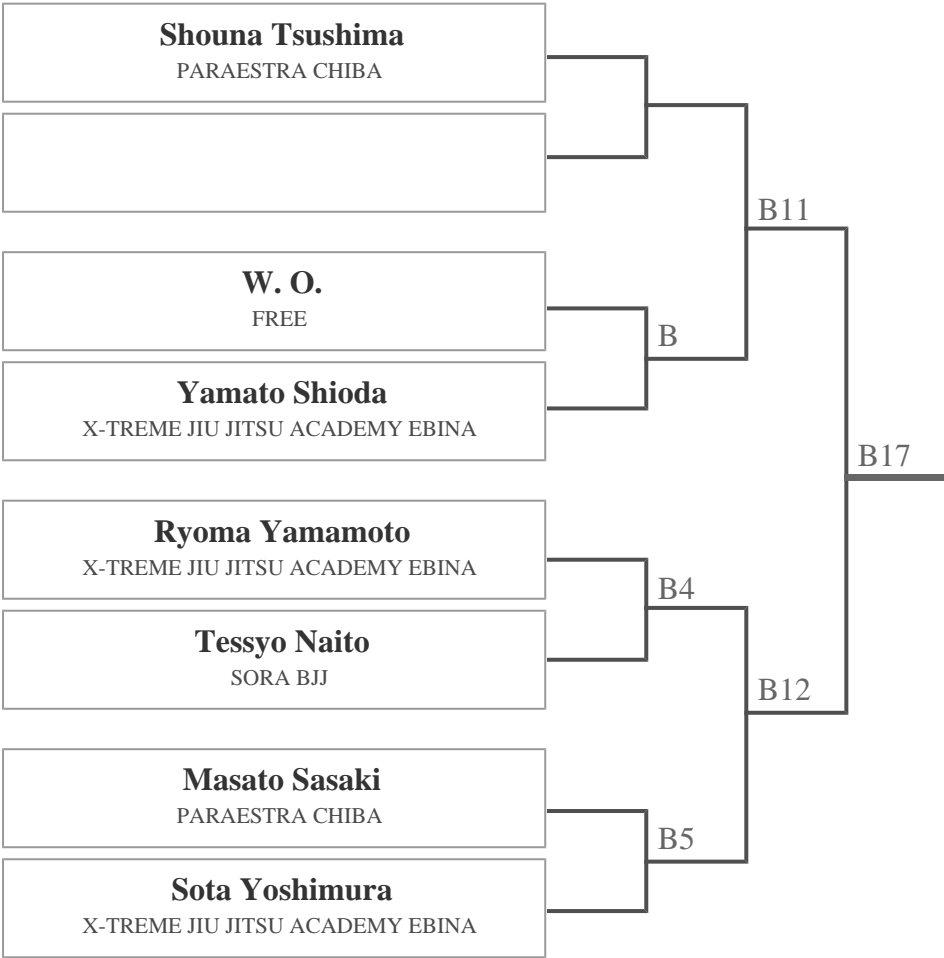 Shouna Tsushima
PARAESTRA CHIBA
B11
W. O.
FREE
B
Yamato Shioda
X-TREME JIU JITSU ACADEMY EBINA
B17
Ryoma Yamamoto
X-TREME JIU JITSU ACADEMY EBINA
B4
Tessyo Naito
SORA BJJ
B12
Masato Sasaki
PARAESTRA CHIBA
B5
Sota Yoshimura
X-TREME JIU JITSU ACADEMY EBINA